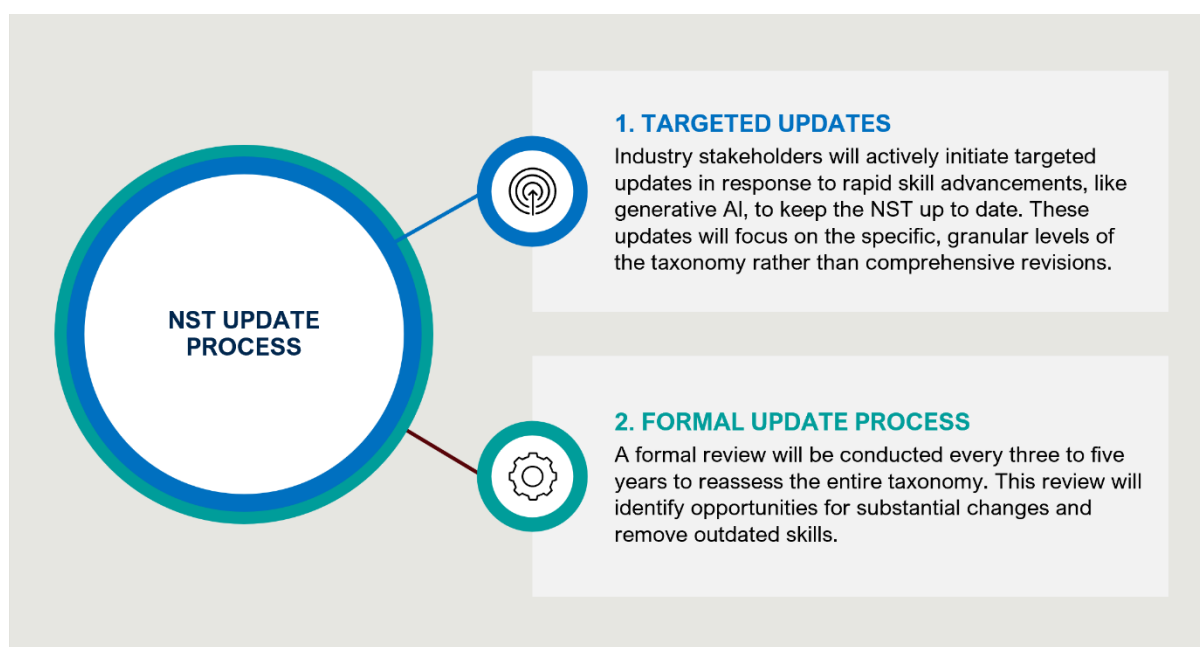 NST UPDATE
PROCESS
1. TARGETED UPDATES
Industry stakeholders will actively initiate targeted
updates in response to rapid skill advancements, like
generative AI, to keep the NST up to date. These
updates will focus on the specific, granular levels of
the taxonomy rather than comprehensive revisions.
2. FORMAL UPDATE PROCESS
A formal review will be conducted every three to five
years to reassess the entire taxonomy. This review will
identify opportunities for substantial changes and
remove outdated skills.